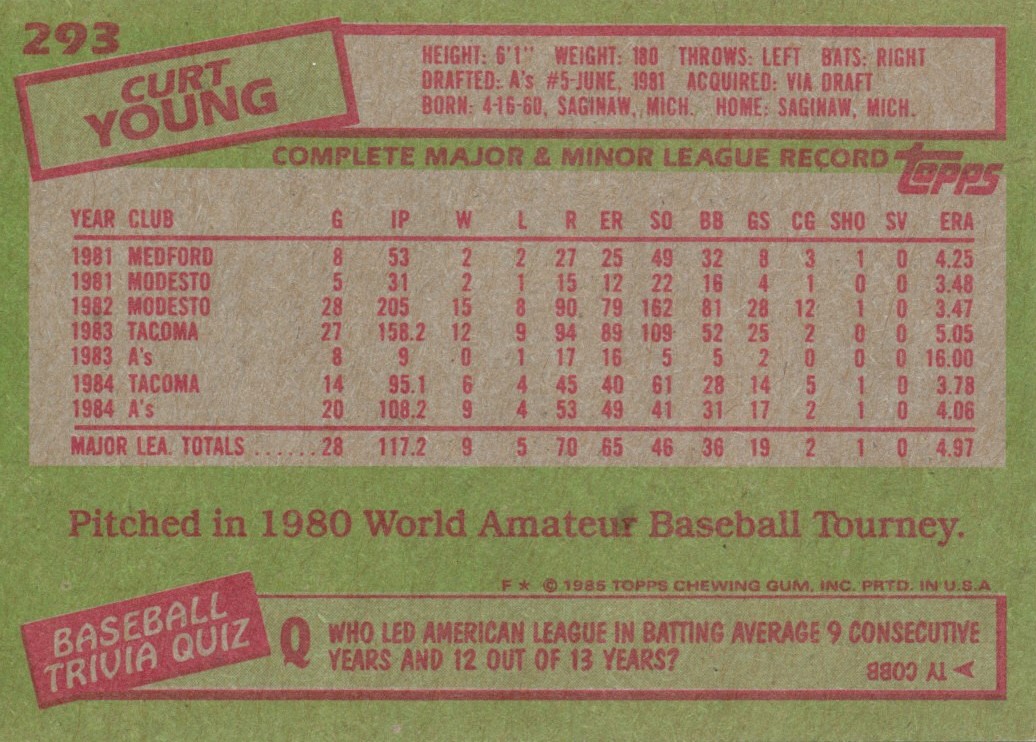 293
CURT
YOUNG
HEIGHT: 6'1" WEIGHT: 180 THROWS: LEFT BATS: RIGHT
DRAFTED: A's #5-JUNE, 1981 ACQUIRED: VIA DRAFT
BORN: 4-16-60, SAGINAW, MICH. HOME: SAGINAW, MICH.
COMPLETE MAJOR & MINOR LEAGUE RECORD topps
YEAR CLUB G IP W L R ER SO BB GS CG SHO SV ERA
1981 MEDFORD 8 53 2 2 27 25 49 32 8 3 1 0 4.25
1981 MODESTO 5 31 2 1 15 12 22 16 4 1 0 0 3.48
1982 MODESTO 28 205 15 8 90 79 162 81 28 12 1 0 3.47
1983 TACOMA 27 158.2 12 9 94 89 109 52 25 2 0 0 5.05
1983 A's 8 9 0 1 17 16 5 5 2 0 0 0 16.00
1984 TACOMA 14 95.1 6 4 45 40 61 28 14 5 1 0 3.78
1984 A's 20 108.2 9 4 53 49 41 31 17 2 1 0 4.06
MAJOR LEA. TOTALS ......28 117.2 9 5 70 65 46 36 19 2 1 0 4.97
Pitched in 1980 World Amateur Baseball Tourney.
F★ © 1985 TOPPS CHEWING GUM, INC. PRTD. IN U.S.A
BASEBALL
TRIVIA QUIZ
Q WHO LED AMERICAN LEAGUE IN BATTING AVERAGE 9 CONSECUTIVE
YEARS AND 12 OUT OF 13 YEARS?
A TY COBB